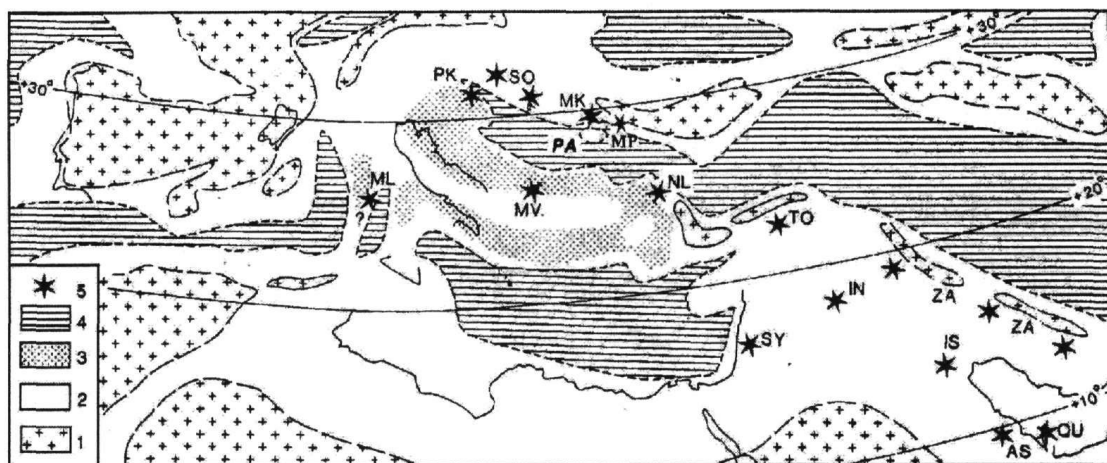 +30°
+30°
PK
SO
MK
PA
MP
ML
?
MV.
NL
+20°
TO
ZA
IN
ZA
SY
IS
+10°
AS
QU
5
4
3
2
1